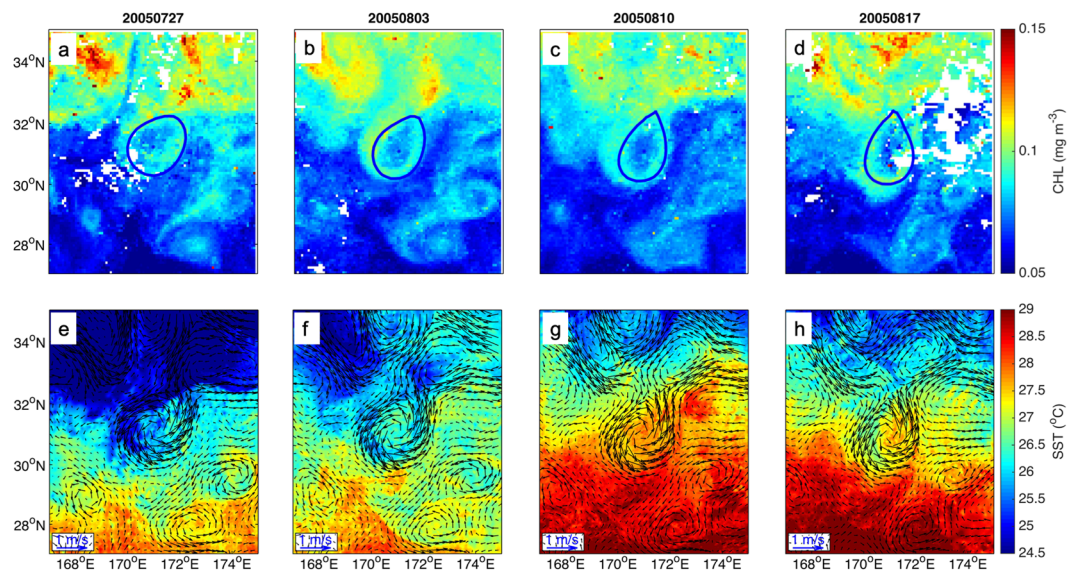 20050727 20050803 20050810 20050817
a b c d
34°N
32°N
30°N
28°N
0.15
0.1
0.05
CHL (mg m-3)
e f g h
34°N
32°N
30°N
28°N
1 m/s 1 m/s 1 m/s 1 m/s
29
28.5
28
27.5
27
26.5
26
25.5
25
24.5
SST (°C)
168°E 170°E 172°E 174°E 168°E 170°E 172°E 174°E 168°E 170°E 172°E 174°E 168°E 170°E 172°E 174°E